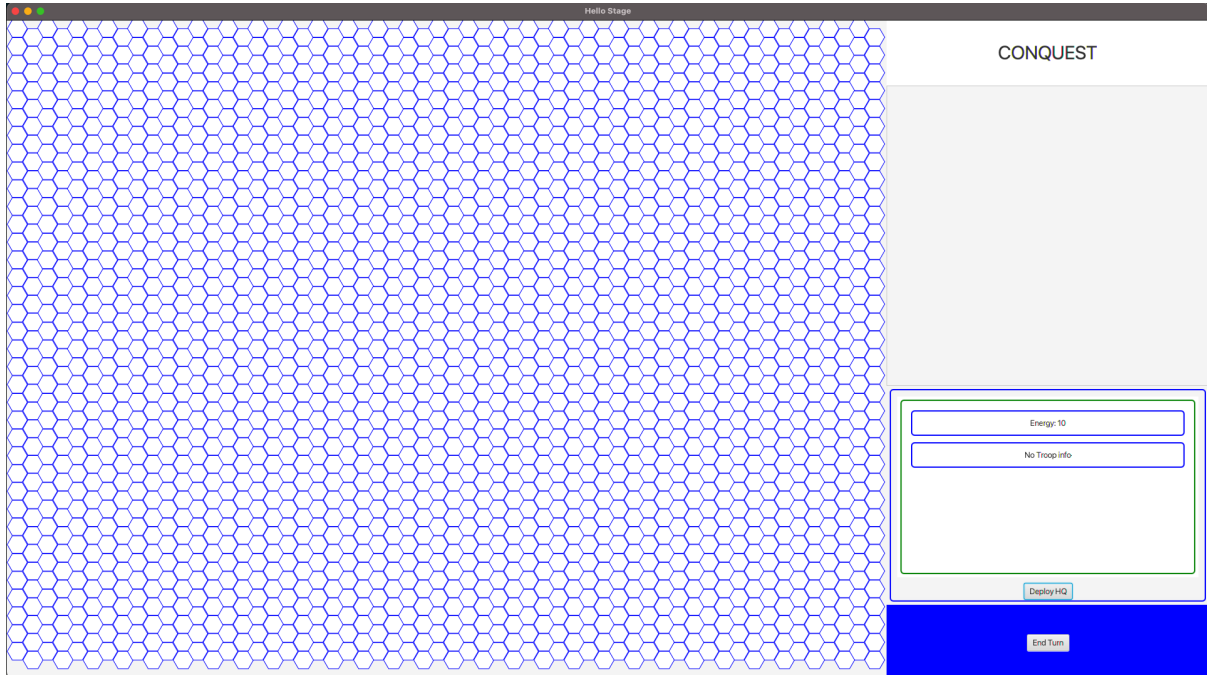 Hello Stage
CONQUEST
Energy: 10
No Troop info
Deploy HQ
End Turn